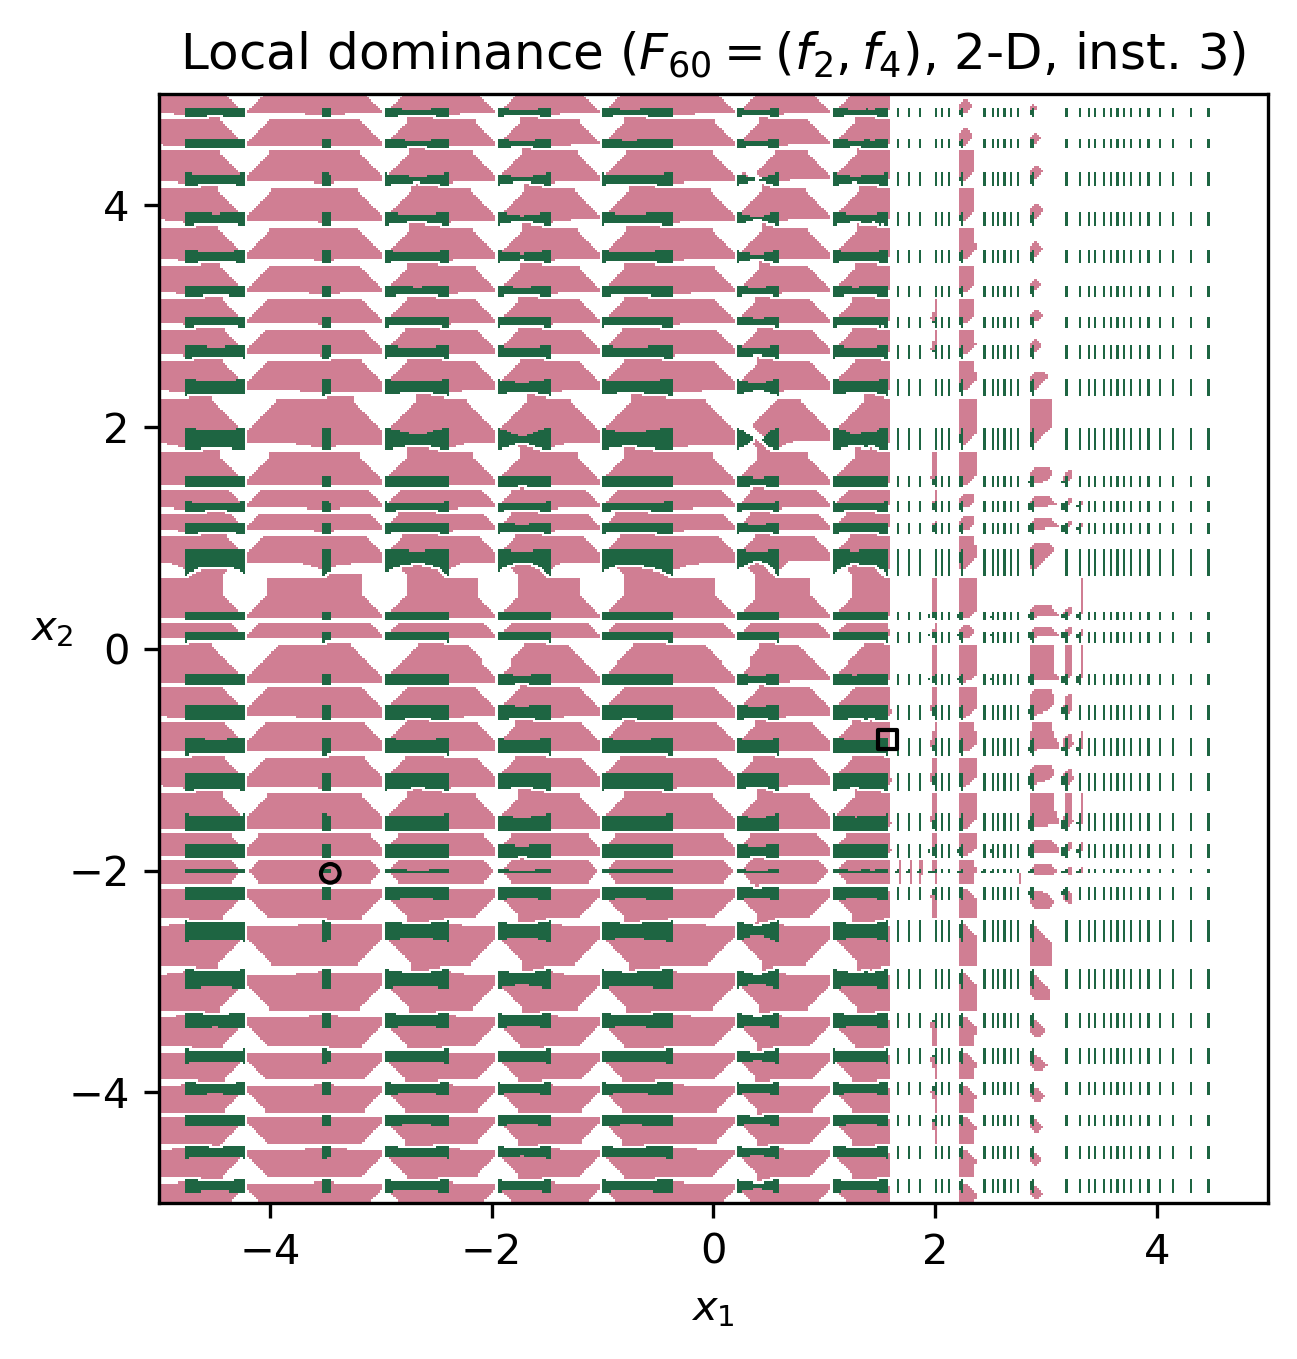 Local dominance (F₆₀ = (f₂, f₄), 2-D, inst. 3)
4
2
x₂
0
−2
−4
−4 −2 0 2 4
x₁